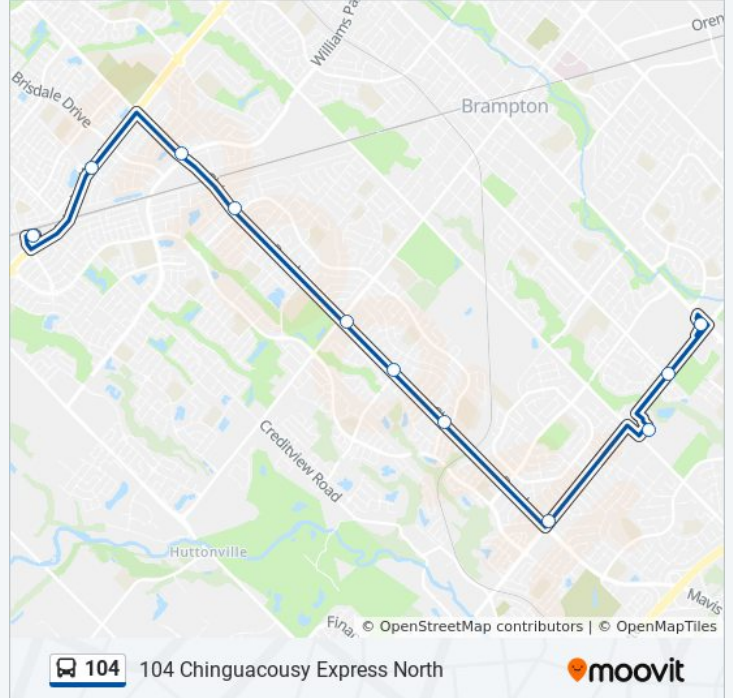 Williams Pa
Oren
Brisdale Drive
Brampton
Creditview Road
Huttonville
Mavis
Fina
© OpenStreetMap contributors | © OpenMapTiles
104 104 Chinguacousy Express North moovit